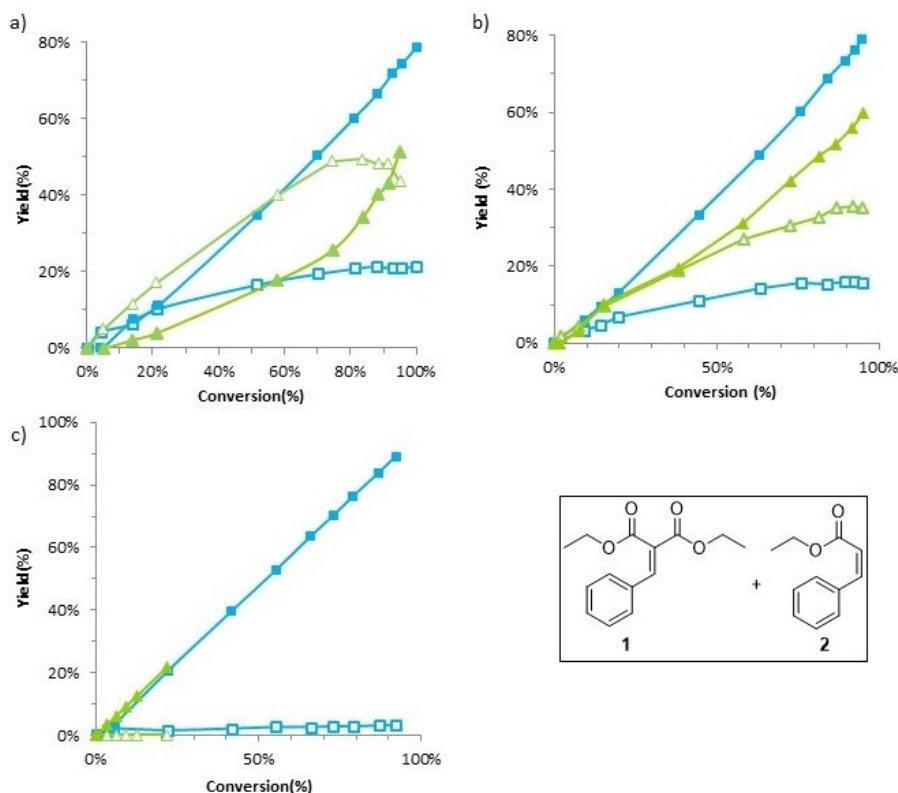 a)
80%
60%
40%
20%
0%
Yield(%)
0% 20% 40% 60% 80% 100%
Conversion(%)
b)
80%
60%
40%
20%
0%
Yield (%)
0% 50% 100%
Conversion (%)
c)
100%
80%
60%
40%
20%
0%
Yield(%)
0% 50% 100%
Conversion(%)
O O
O O
1
+
O
O
2